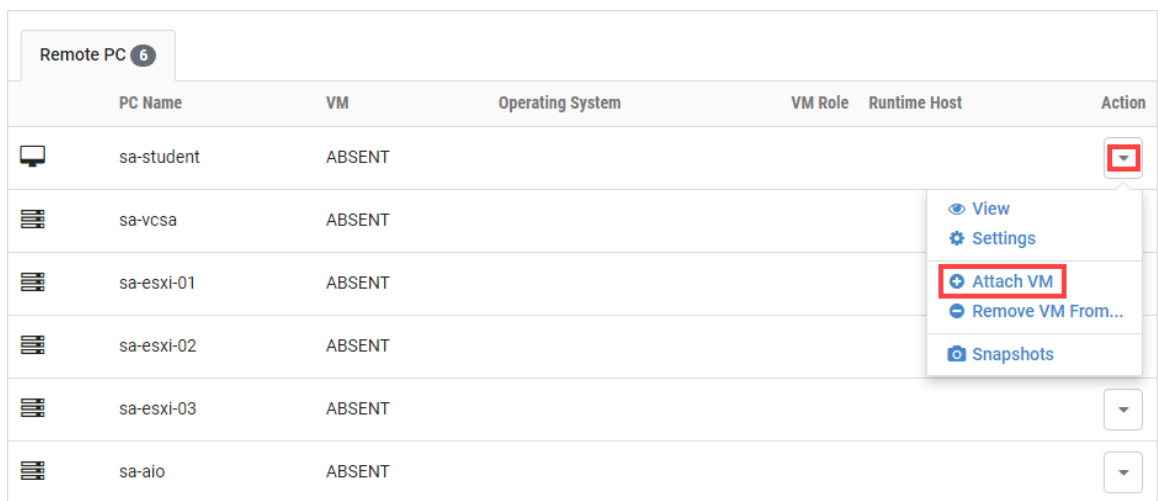 Remote PC 6
PC Name VM Operating System VM Role Runtime Host Action
sa-student ABSENT
View
sa-vcsa ABSENT
Settings
sa-esxi-01 ABSENT
Attach VM
Remove VM From...
sa-esxi-02 ABSENT
Snapshots
sa-esxi-03 ABSENT
sa-aio ABSENT